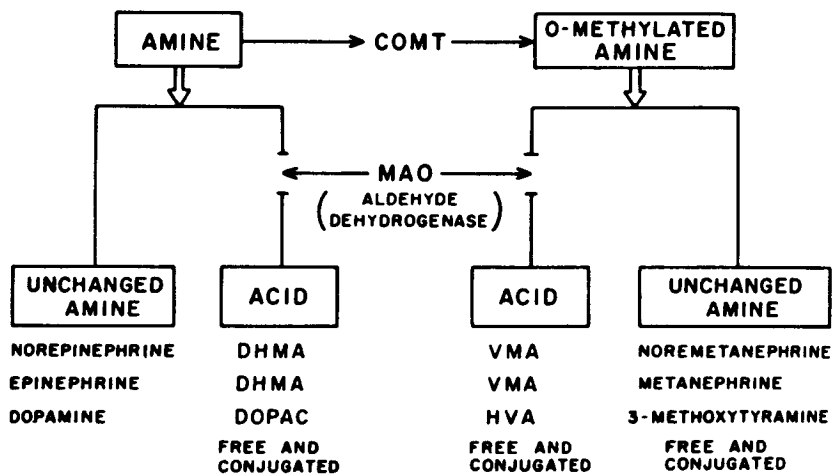 AMINE
COMT
O-METHYLATED
AMINE
MAO
(ALDEHYDE
DEHYDROGENASE)
UNCHANGED
AMINE
ACID
ACID
UNCHANGED
AMINE
NOREPINEPHRINE DHMA VMA NOREMETANEPHRINE
EPINEPHRINE DHMA VMA METANEPHRINE
DOPAMINE DOPAC HVA 3-METHOXYTYRAMINE
FREE AND FREE AND FREE AND
CONJUGATED CONJUGATED CONJUGATED